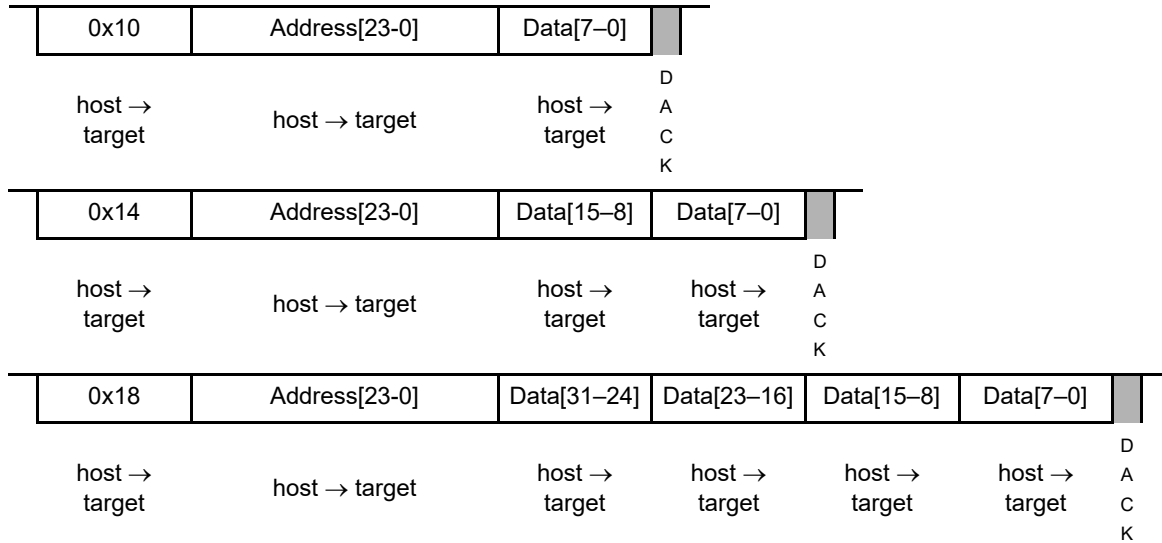 0x10 Address[23-0] Data[7–0]
D
A
C
K
host → host → target host →
target target
0x14 Address[23-0] Data[15–8] Data[7–0]
D
A
C
K
host → host → target host → host →
target target target
0x18 Address[23-0] Data[31–24] Data[23–16] Data[15–8] Data[7–0]
D
A
C
K
host → host → target host → host → host → host →
target target target target target